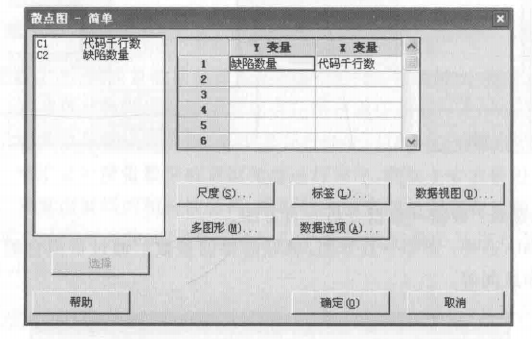 散点图 - 简单
C1 代码千行数
C2 缺陷数量
Y 变量 X 变量
1 缺陷数量 代码千行数
2
3
4
5
6
尺度(S)... 标签(L)... 数据视图(D)...
多图形(M)... 数据选项(A)...
选择
帮助 确定(O) 取消